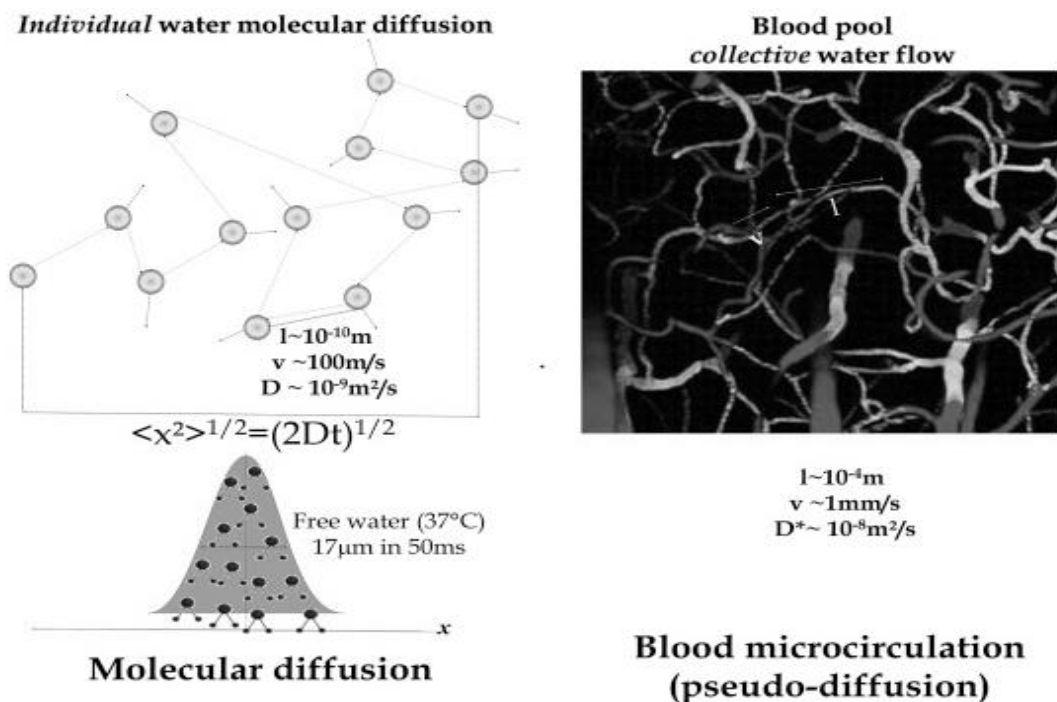 Individual water molecular diffusion
l~10⁻¹⁰m
v ~100m/s
D ~ 10⁻⁹m²/s
<x²>¹/²=(2Dt)¹/²
Free water (37°C)
17µm in 50ms
x
Molecular diffusion
Blood pool
collective water flow
v
l
l~10⁻⁴m
v ~1mm/s
D*~ 10⁻⁸m²/s
Blood microcirculation
(pseudo-diffusion)